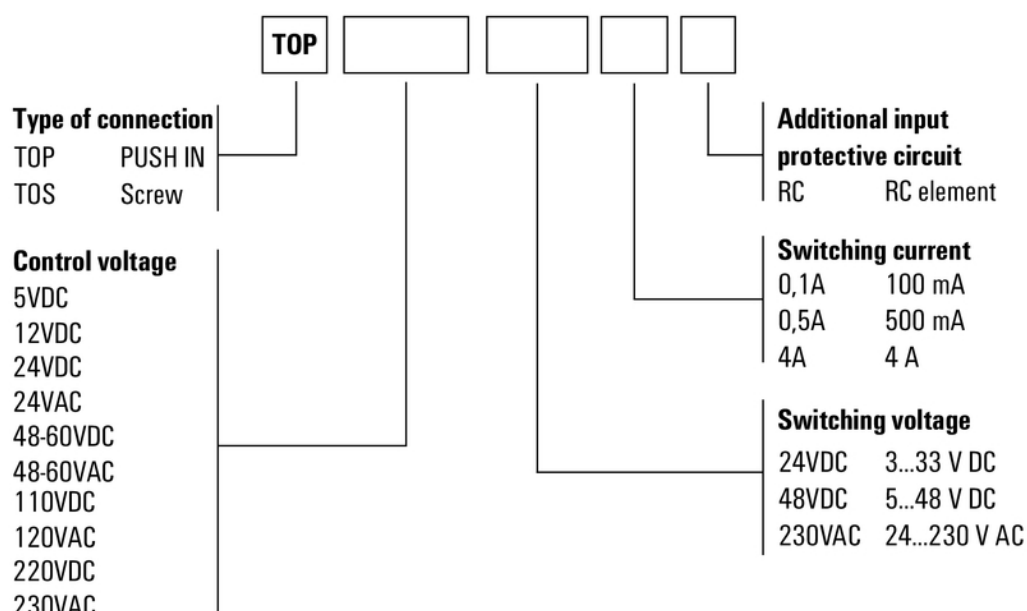 TOP
Type of connection
TOP PUSH IN
TOS Screw
Control voltage
5VDC
12VDC
24VDC
24VAC
48-60VDC
48-60VAC
110VDC
120VAC
220VDC
230VAC
Additional input
protective circuit
RC RC element
Switching current
0,1A 100 mA
0,5A 500 mA
4A 4 A
Switching voltage
24VDC 3...33 V DC
48VDC 5...48 V DC
230VAC 24...230 V AC